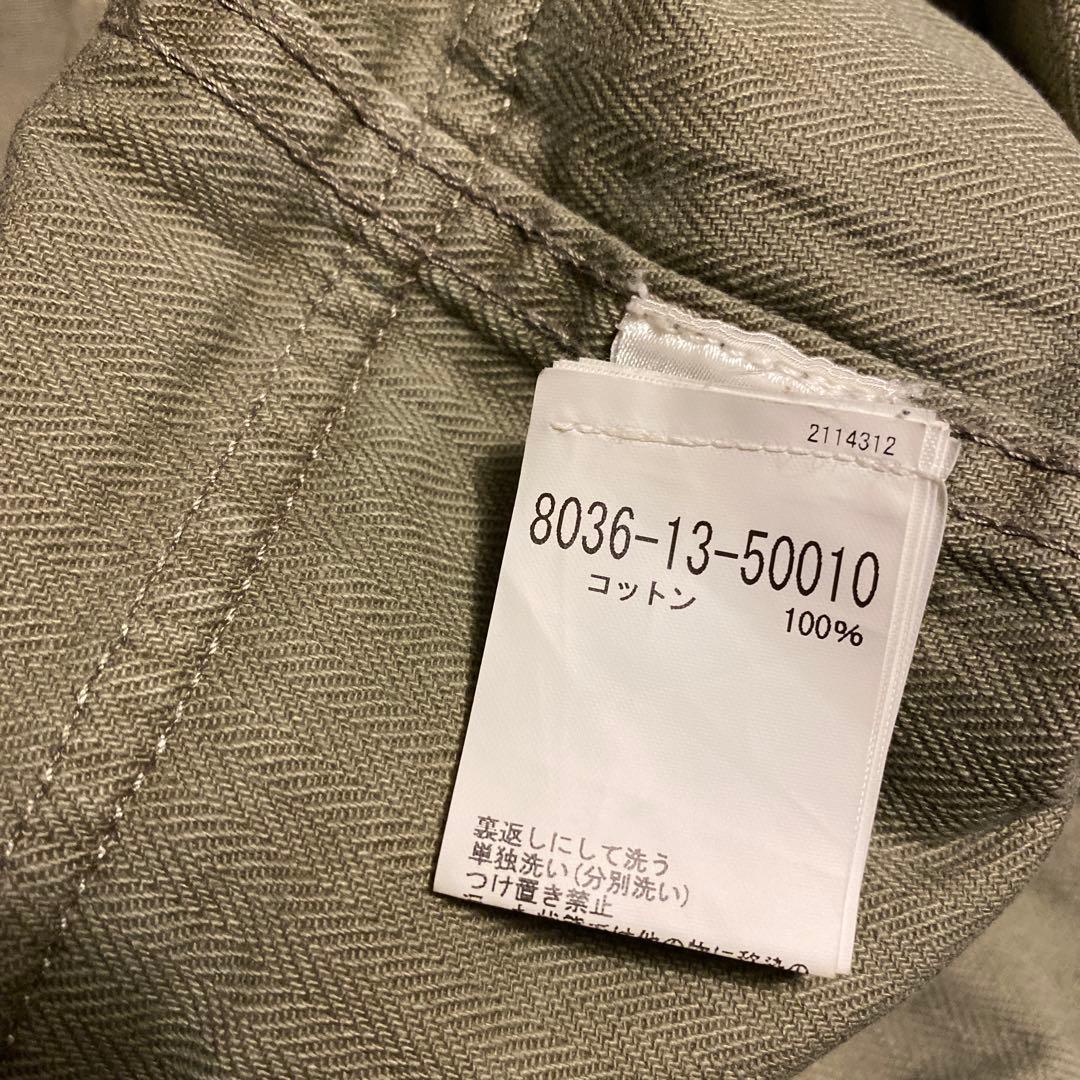 2114312
8036-13-50010
コットン 100%
裏返しにして洗う
単独洗い(分別洗い)
つけ置き禁止